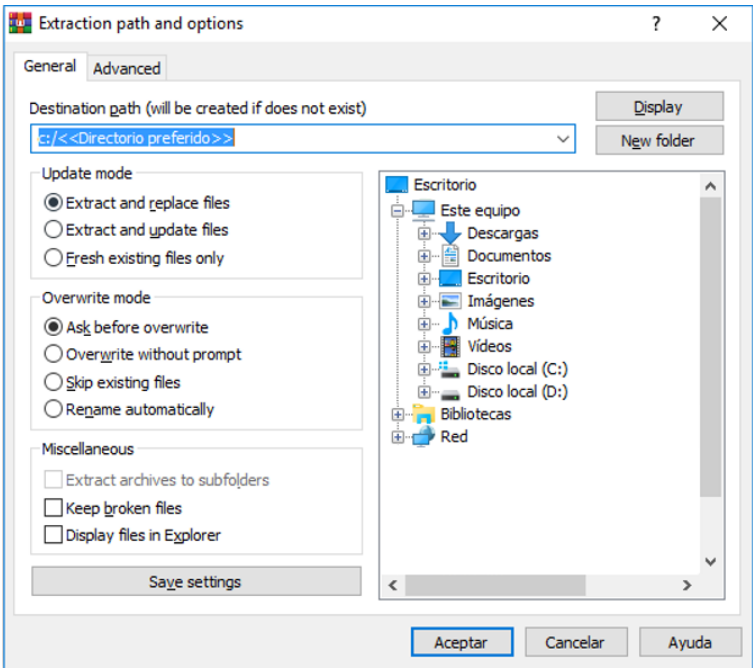 Extraction path and options
General
Advanced
Destination path (will be created if does not exist)
Display
c:/<<Directorio preferido>>
New folder
Update mode
Extract and replace files
Extract and update files
Fresh existing files only
Overwrite mode
Ask before overwrite
Overwrite without prompt
Skip existing files
Rename automatically
Miscellaneous
Extract archives to subfolders
Keep broken files
Display files in Explorer
Save settings
Escritorio
Este equipo
Descargas
Documentos
Escritorio
Imágenes
Música
Vídeos
Disco local (C:)
Disco local (D:)
Bibliotecas
Red
Aceptar
Cancelar
Ayuda